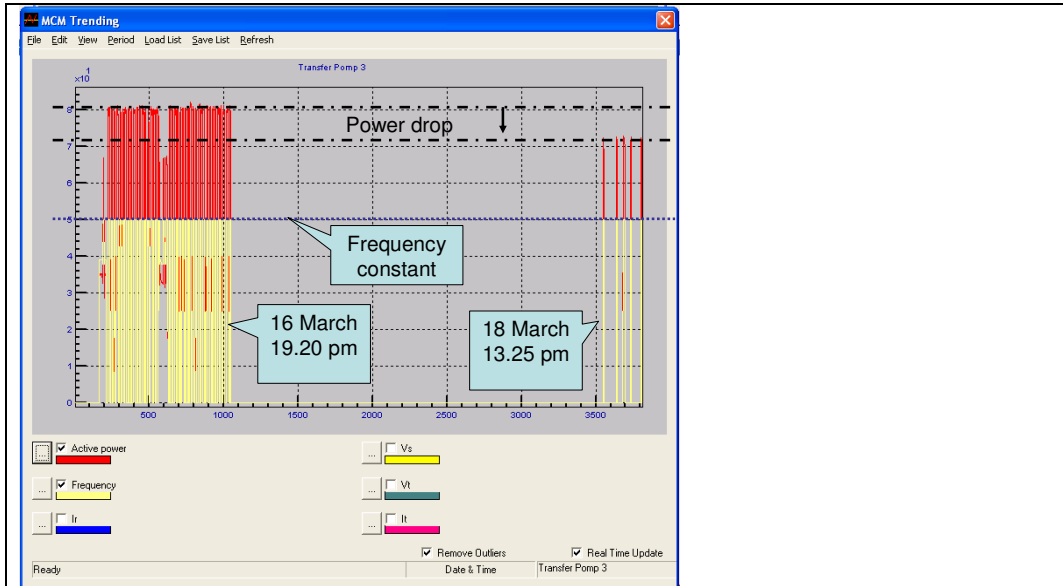 MCM Trending
File Edit View Period Load List Save List Refresh
Transfer Pomp 3
x10 1
8
Power drop
7
6
5
Frequency
constant
4
3
16 March
19.20 pm
18 March
13.25 pm
2
1
0
500 1000 1500 2000 2500 3000 3500
... Active power ... Vs
... Frequency ... Vt
... Ir ... It
Remove Outliers Real Time Update
Ready Date & Time Transfer Pomp 3